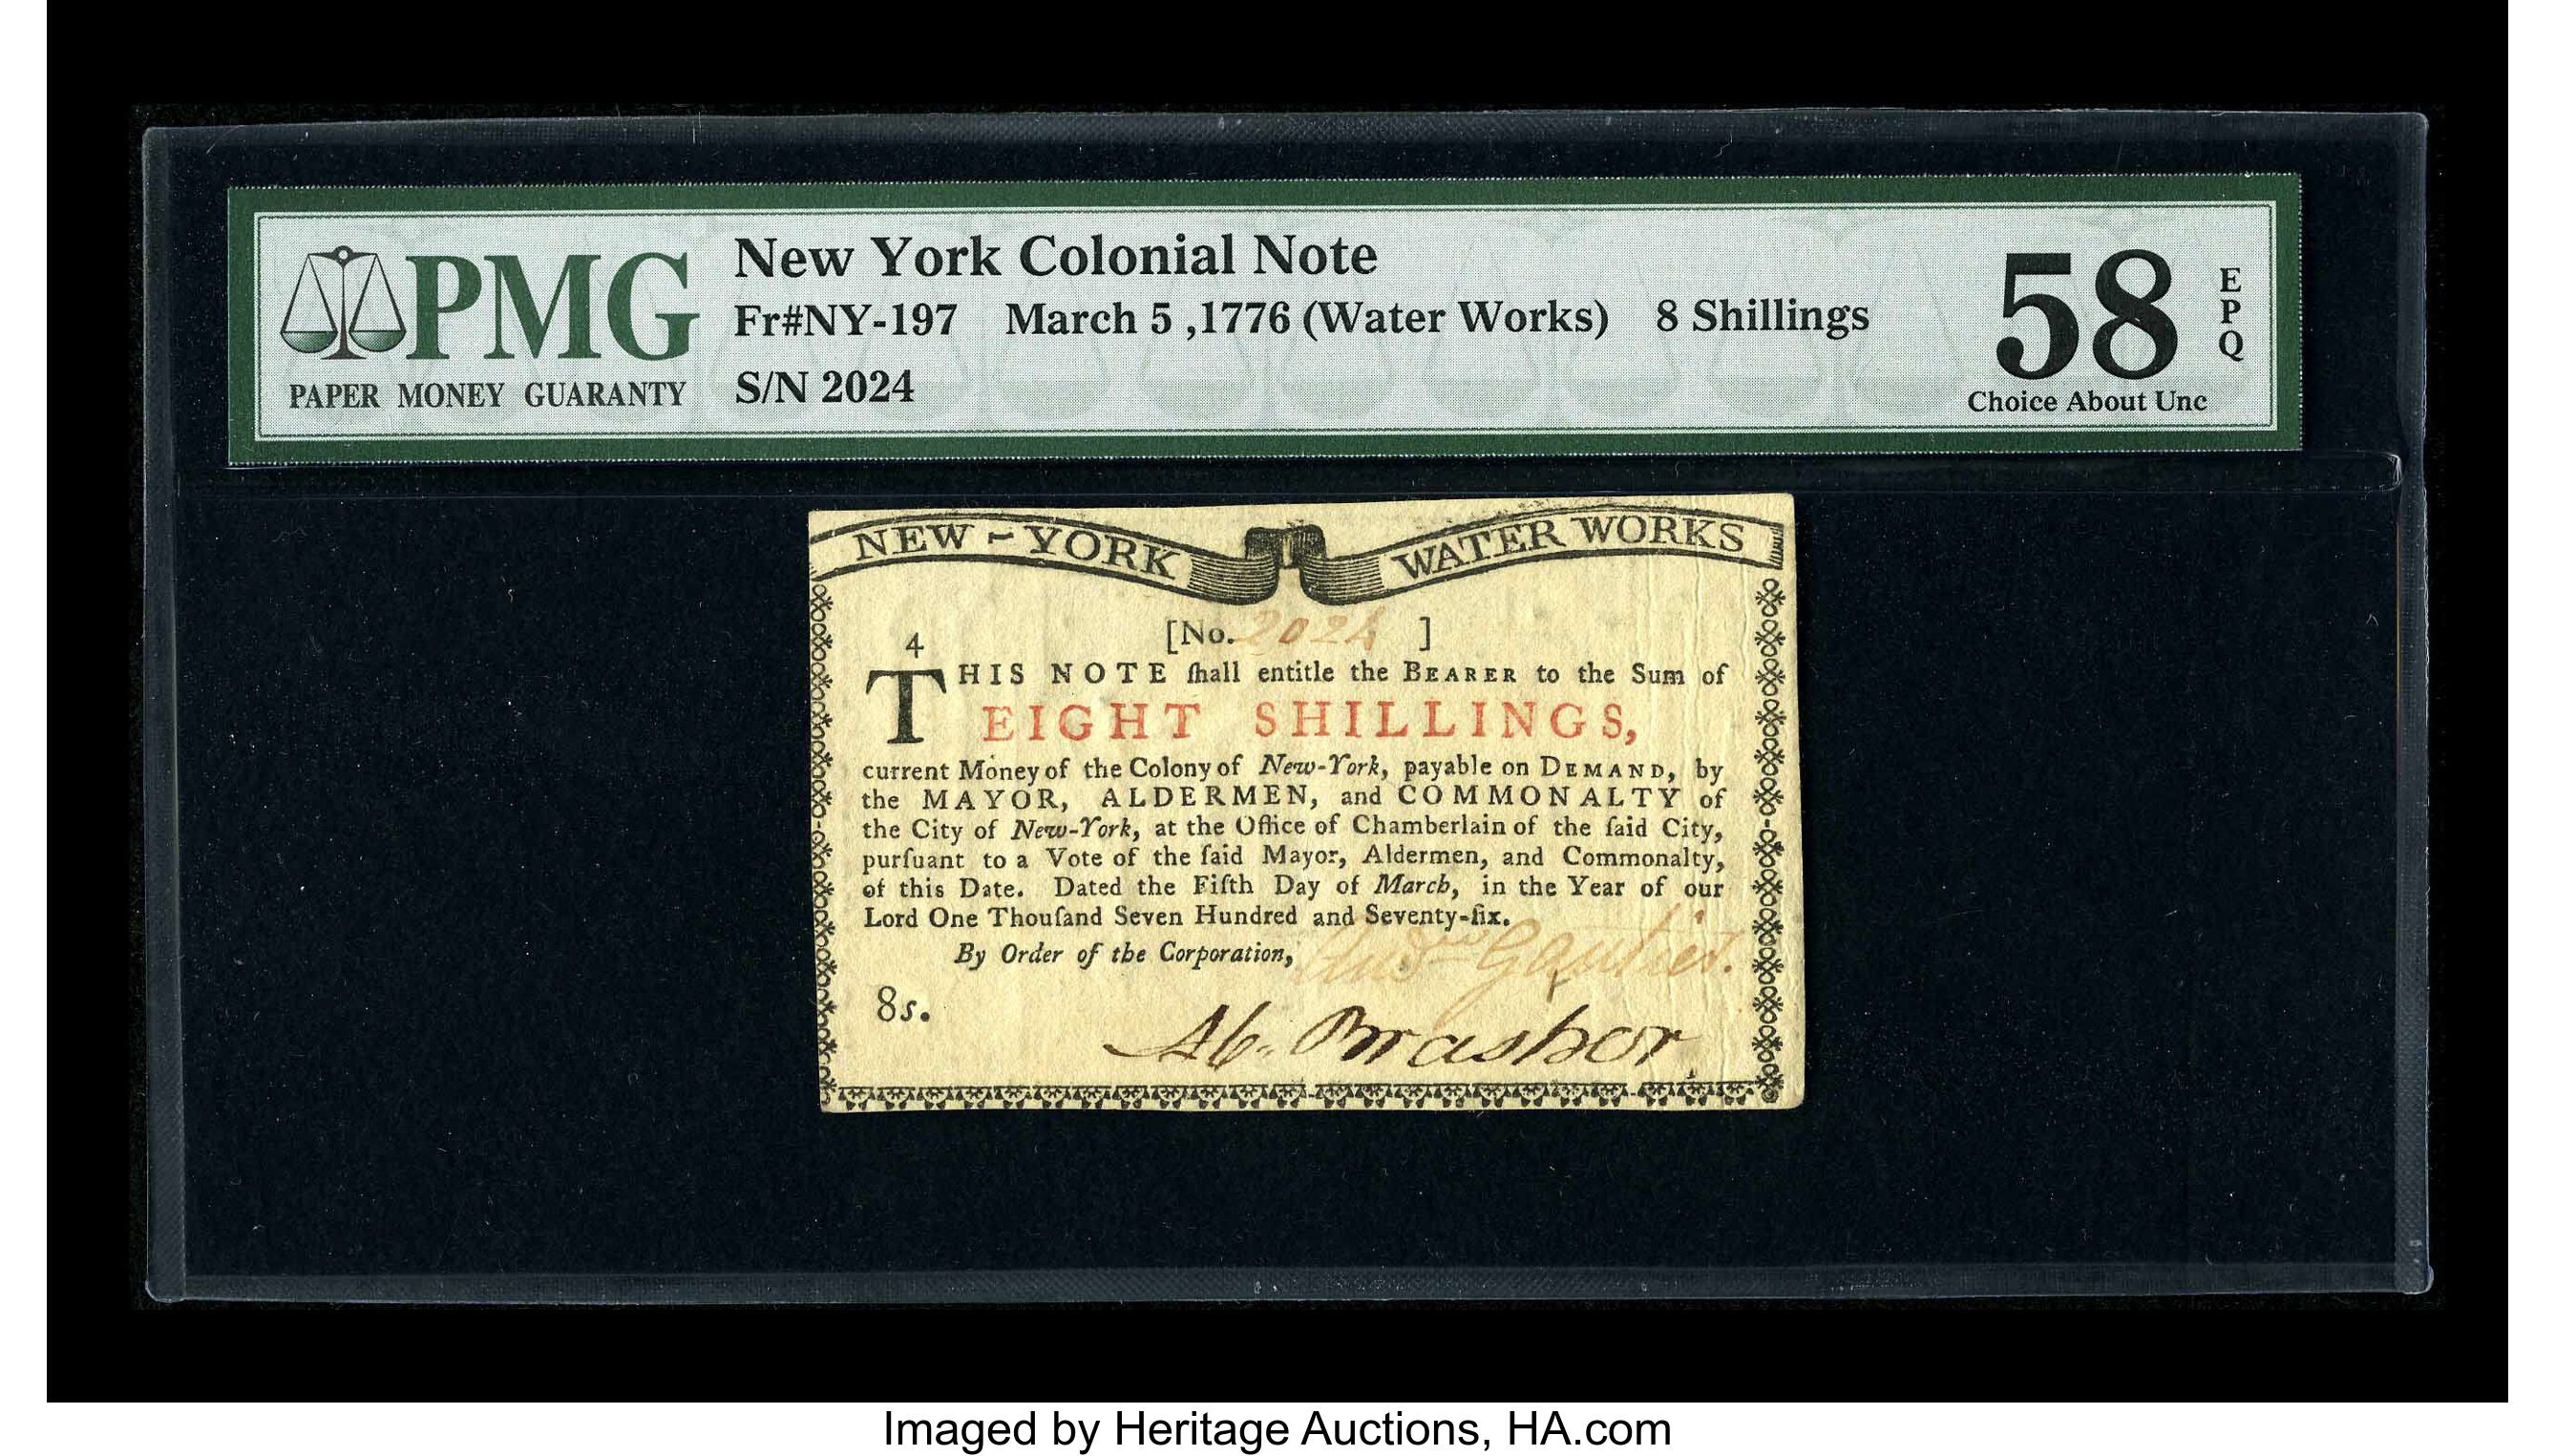 PMG
PAPER MONEY GUARANTY
New York Colonial Note
Fr#NY-197 March 5 ,1776 (Water Works) 8 Shillings
S/N 2024
58 EPQ
Choice About Unc
NEW-YORK WATER WORKS
4 [No. 2024 ]
THIS NOTE ſhall entitle the BEARER to the Sum of
EIGHT SHILLINGS,
current Money of the Colony of New-York, payable on DEMAND, by
the MAYOR, ALDERMEN, and COMMONALTY of
the City of New-York, at the Office of Chamberlain of the ſaid City,
purſuant to a Vote of the ſaid Mayor, Aldermen, and Commonalty,
of this Date. Dated the Fifth Day of March, in the Year of our
Lord One Thouſand Seven Hundred and Seventy-ſix.
By Order of the Corporation, Andw Gautier.
8s.
Ab. Brasher
Imaged by Heritage Auctions, HA.com